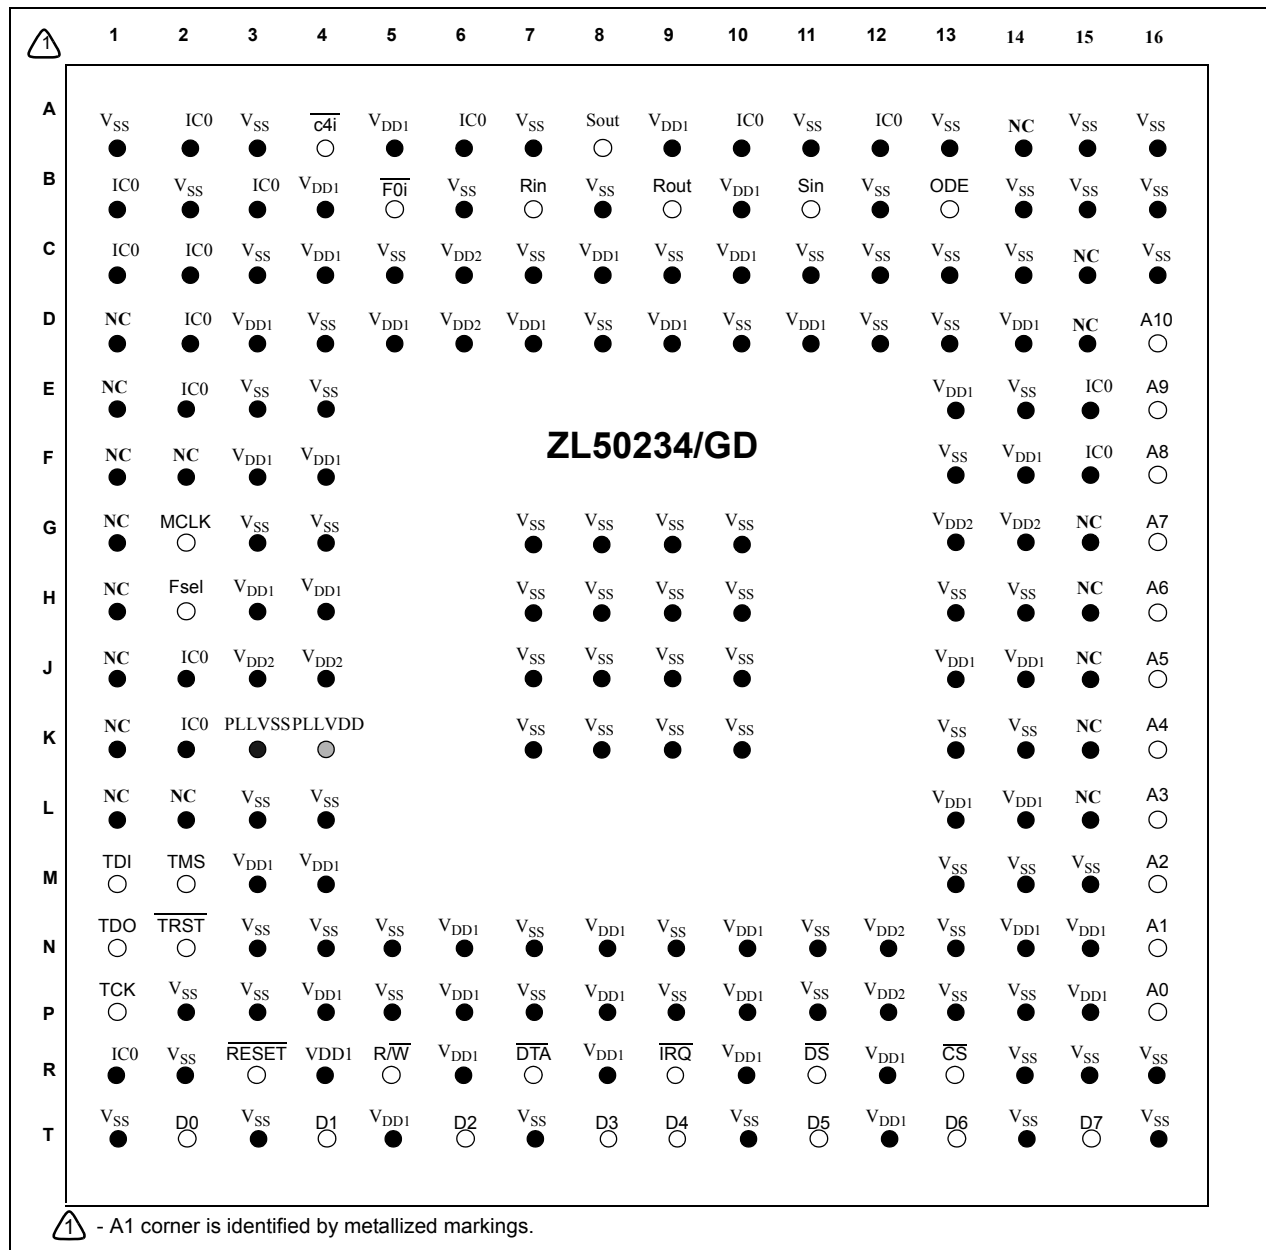 1 1 2 3 4 5 6 7 8 9 10 11 12 13 14 15 16
A VSS IC0 VSS c4i VDD1 IC0 VSS Sout VDD1 IC0 VSS IC0 VSS NC VSS VSS
B IC0 VSS IC0 VDD1 F0i VSS Rin VSS Rout VDD1 Sin VSS ODE VSS VSS VSS
C IC0 IC0 VSS VDD1 VSS VDD2 VSS VDD1 VSS VDD1 VSS VSS VSS VSS NC VSS
D NC IC0 VDD1 VSS VDD1 VDD2 VDD1 VSS VDD1 VSS VDD1 VSS VSS VDD1 NC A10
E NC IC0 VSS VSS VDD1 VSS IC0 A9
ZL50234/GD
F NC NC VDD1 VDD1 VSS VDD1 IC0 A8
G NC MCLK VSS VSS VSS VSS VSS VSS VDD2 VDD2 NC A7
H NC Fsel VDD1 VDD1 VSS VSS VSS VSS VSS VSS NC A6
J NC IC0 VDD2 VDD2 VSS VSS VSS VSS VDD1 VDD1 NC A5
K NC IC0 PLLVSS PLLVDD VSS VSS VSS VSS VSS VSS NC A4
L NC NC VSS VSS VDD1 VDD1 NC A3
M TDI TMS VDD1 VDD1 VSS VSS VSS A2
N TDO TRST VSS VSS VSS VDD1 VSS VDD1 VSS VDD1 VSS VDD2 VSS VDD1 VDD1 A1
P TCK VSS VSS VDD1 VSS VDD1 VSS VDD1 VSS VDD1 VSS VDD2 VSS VSS VDD1 A0
R IC0 VSS RESET VDD1 R/W VDD1 DTA VDD1 IRQ VDD1 DS VDD1 CS VSS VSS VSS
T VSS D0 VSS D1 VDD1 D2 VSS D3 D4 VSS D5 VDD1 D6 VSS D7 VSS
1 - A1 corner is identified by metallized markings.